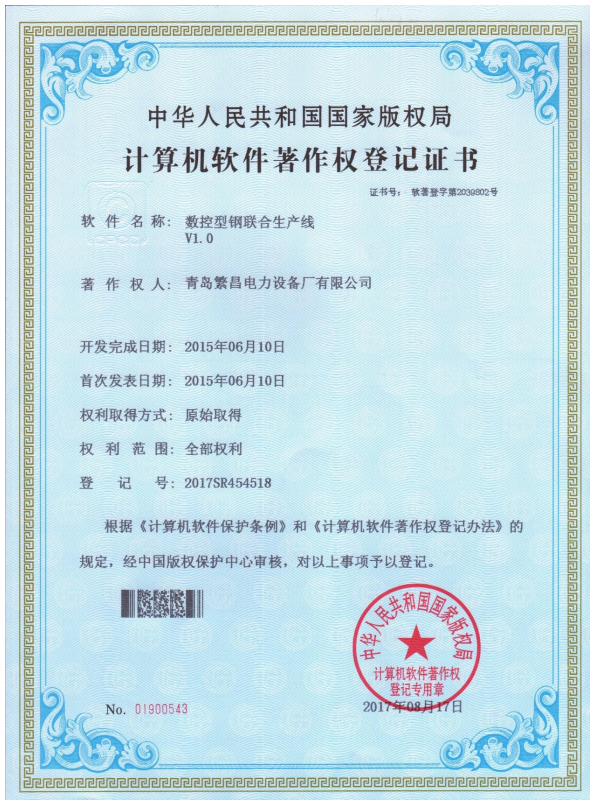 中华人民共和国国家版权局
计算机软件著作权登记证书
证书号： 软著登字第2039802号
软件名称： 数控型钢联合生产线
V1.0
著作权人： 青岛繁昌电力设备厂有限公司
开发完成日期： 2015年06月10日
首次发表日期： 2015年06月10日
权利取得方式： 原始取得
权利范围： 全部权利
登记号： 2017SR454518
根据《计算机软件保护条例》和《计算机软件著作权登记办法》的
规定，经中国版权保护中心审核，对以上事项予以登记。
中华人民共和国国家版权局
计算机软件著作权
登记专用章
No. 01900543
2017年08月17日